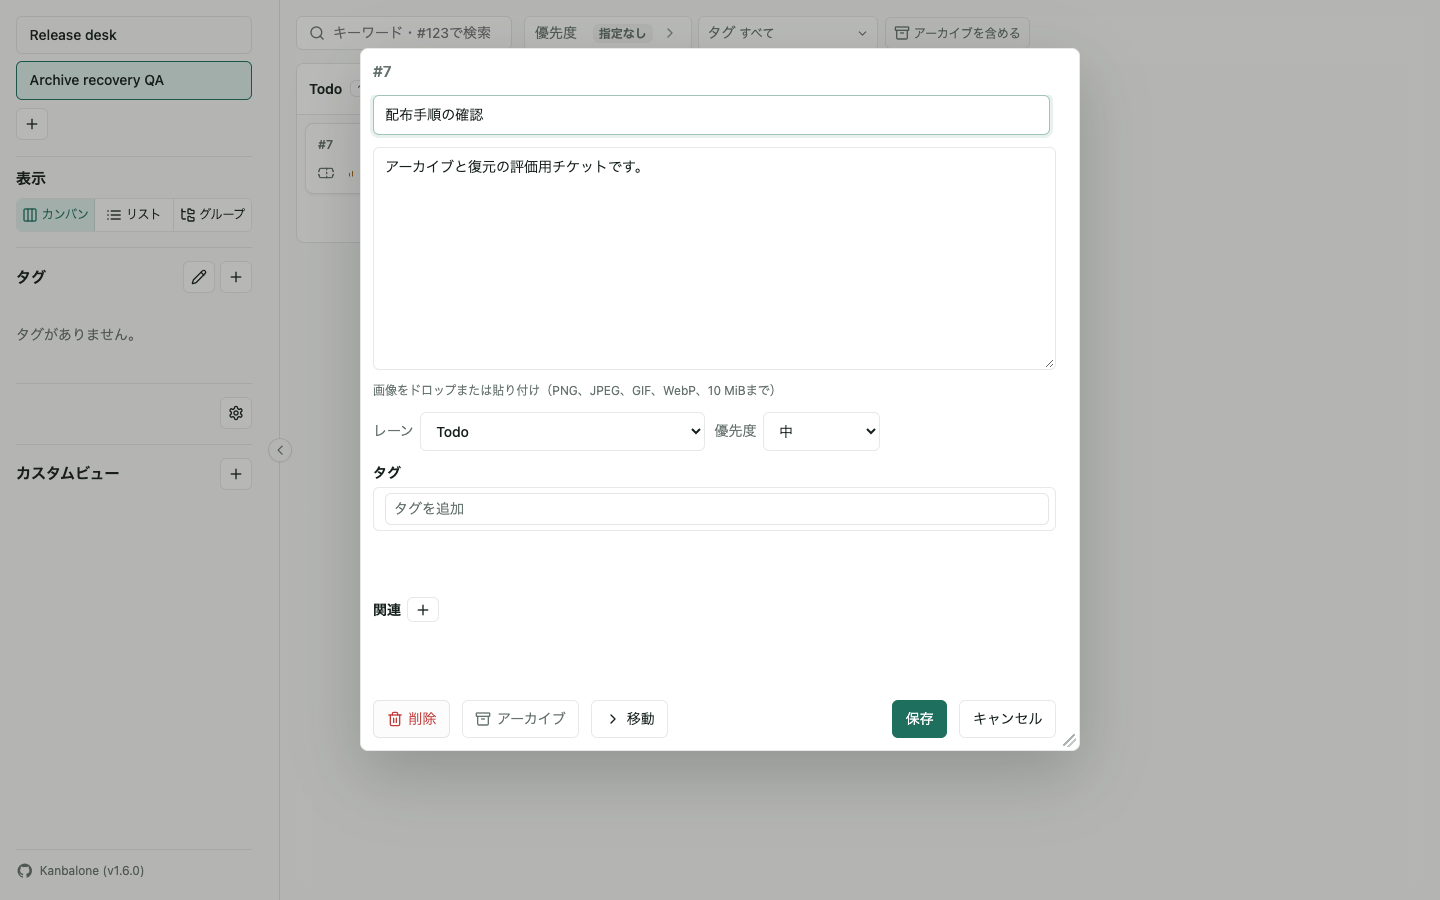 Release desk
Archive recovery QA
表示
カンバン
リスト
グループ
タグ
タグがありません。
カスタムビュー
Kanbalone (v1.6.0)
キーワード・#123で検索
優先度 指定なし
タグ すべて
アーカイブを含める
Todo
#7
#7
配布手順の確認
アーカイブと復元の評価用チケットです。
画像をドロップまたは貼り付け（PNG、JPEG、GIF、WebP、10 MiBまで）
レーン Todo 優先度 中
タグ
タグを追加
関連
削除 アーカイブ 移動 保存 キャンセル